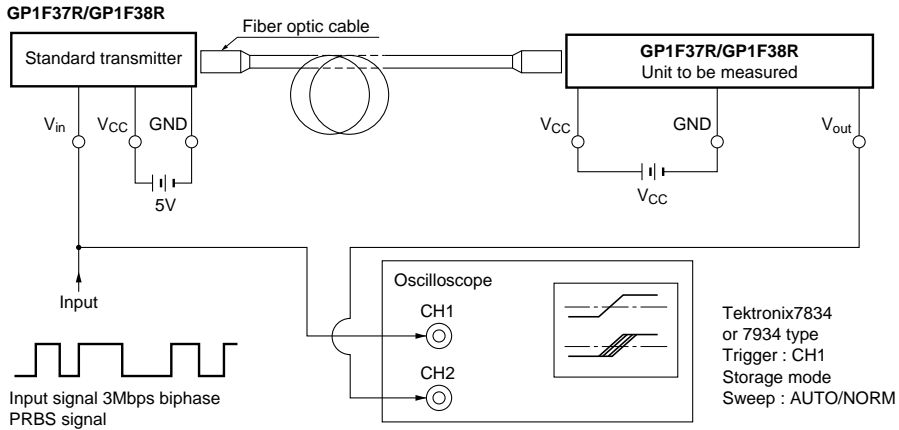 GP1F37R/GP1F38R
Fiber optic cable
Standard transmitter
GP1F37R/GP1F38R
Unit to be measured
Vin
VCC
GND
VCC
GND
Vout
5V
VCC
Input
Oscilloscope
CH1
CH2
Tektronix7834
or 7934 type
Trigger : CH1
Storage mode
Sweep : AUTO/NORM
Input signal 3Mbps biphase
PRBS signal